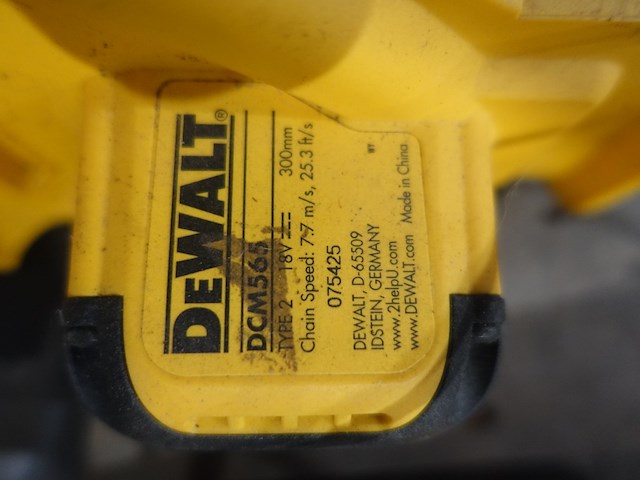 DEWALT®
DCM565
TYPE 2 18V ⎓ 300mm
Chain Speed: 7.7 m/s, 25.3 ft/s
075425
DEWALT, D-65509
IDSTEIN, GERMANY
www.2helpU.com
www.DEWALT.com Made in China